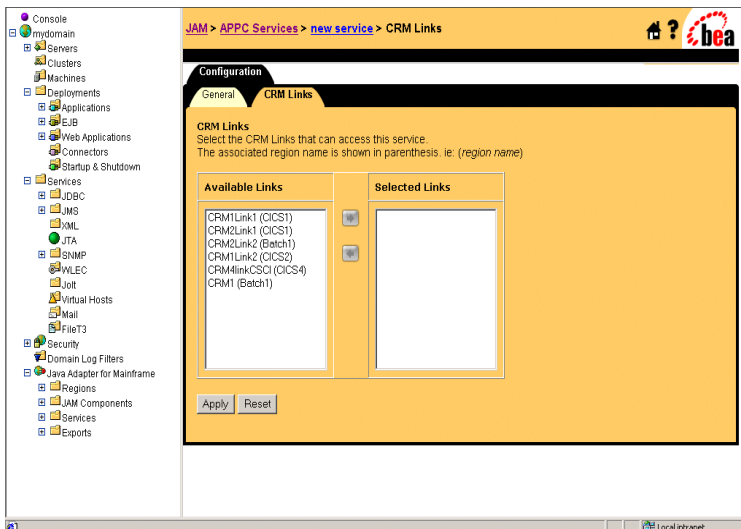 Console
mydomain
Servers
Clusters
Machines
Deployments
Applications
EJB
Web Applications
Connectors
Startup & Shutdown
Services
JDBC
JMS
XML
JTA
SNMP
WLEC
Jolt
Virtual Hosts
Mail
FileT3
Security
Domain Log Filters
Java Adapter for Mainframe
Regions
JAM Components
Services
Exports
JAM > APPC Services > new service > CRM Links
?
bea
Configuration
General
CRM Links
CRM Links
Select the CRM Links that can access this service.
The associated region name is shown in parenthesis. ie: (region name)
Available Links
Selected Links
CRM1Link1 (CICS1)
CRM2Link1 (CICS1)
CRM2Link2 (Batch1)
CRM1Link2 (CICS2)
CRM4linkCSCI (CICS4)
CRM1 (Batch1)
Apply
Reset
Local intranet